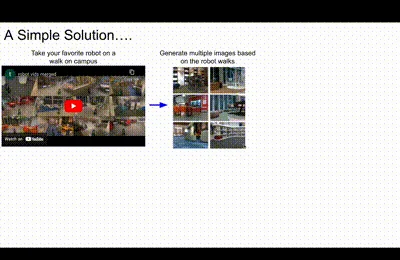 A Simple Solution….
Take your favorite robot on a
walk on campus
Generate multiple images based
on the robot walks
robot vids merged
Watch on YouTube